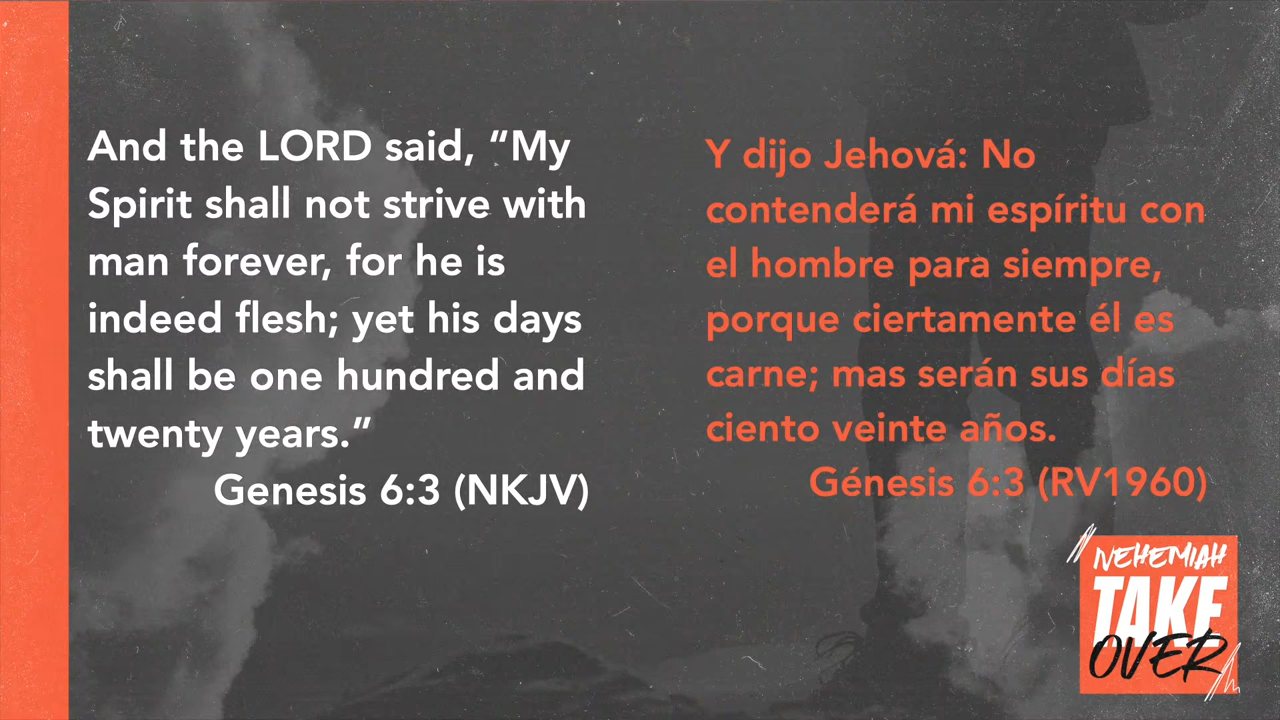 And the LORD said, “My
Spirit shall not strive with
man forever, for he is
indeed flesh; yet his days
shall be one hundred and
twenty years.”
Genesis 6:3 (NKJV)
Y dijo Jehová: No
contenderá mi espíritu con
el hombre para siempre,
porque ciertamente él es
carne; mas serán sus días
ciento veinte años.
Génesis 6:3 (RV1960)
NEHEMIAH
TAKE
OVER